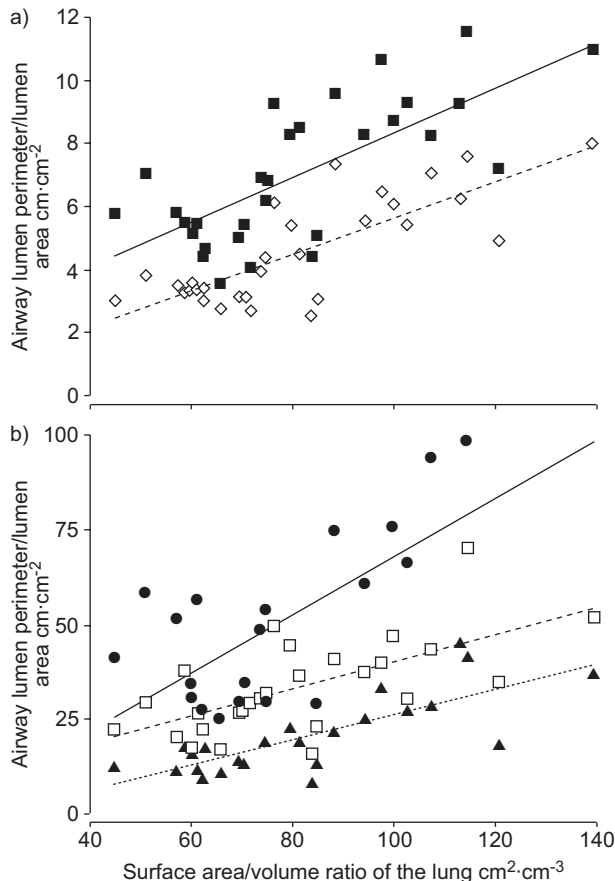 a)
12
10
8
6
4
2
0
Airway lumen perimeter/lumen
area cm·cm-2
b)
100
75
50
25
0
Airway lumen perimeter/lumen
area cm·cm-2
40 60 80 100 120 140
Surface area/volume ratio of the lung cm2·cm-3